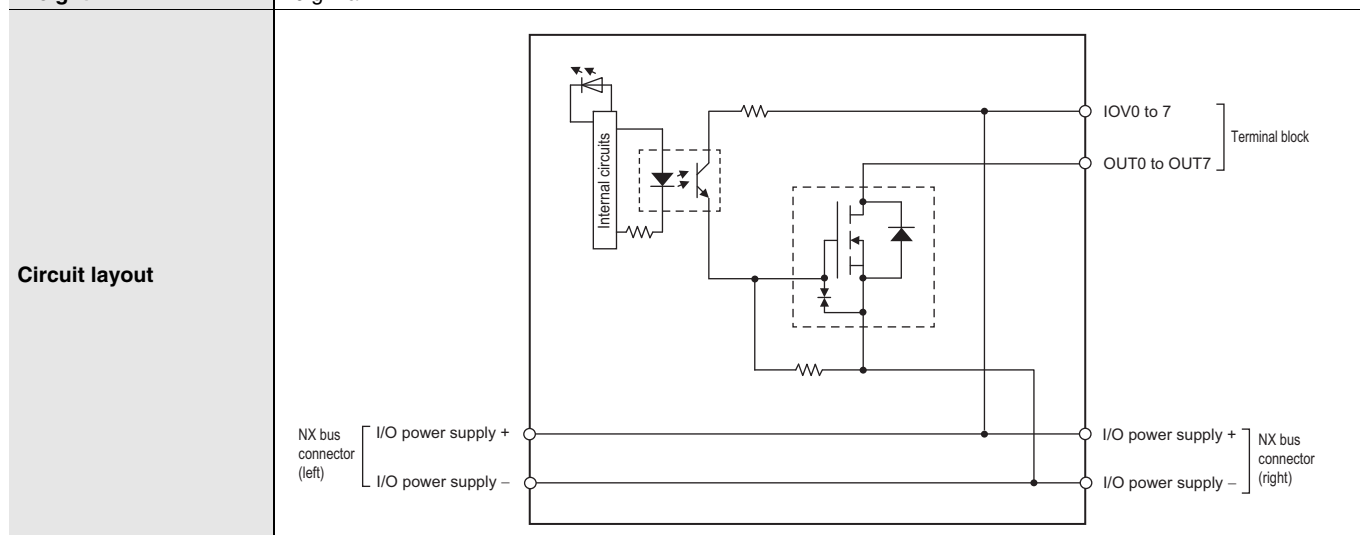 Circuit layout
Internal circuits
IOV0 to 7
Terminal block
OUT0 to OUT7
NX bus
connector
(left)
I/O power supply +
I/O power supply –
I/O power supply +
I/O power supply –
NX bus
connector
(right)